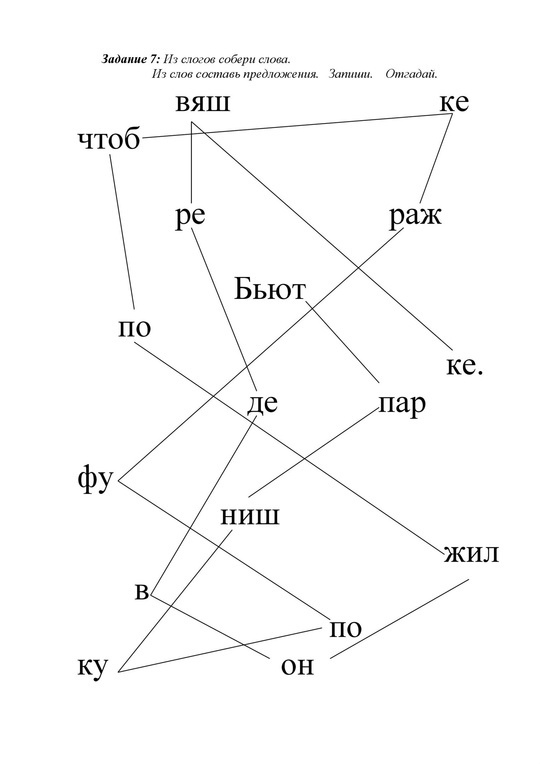 Задание 7: Из слогов собери слова.
Из слов составь предложения. Запиши. Отгадай.
вяш ке
чтоб
ре раж
Бьют
по
ке.
де пар
фу
ниш
жил
в
по
ку он